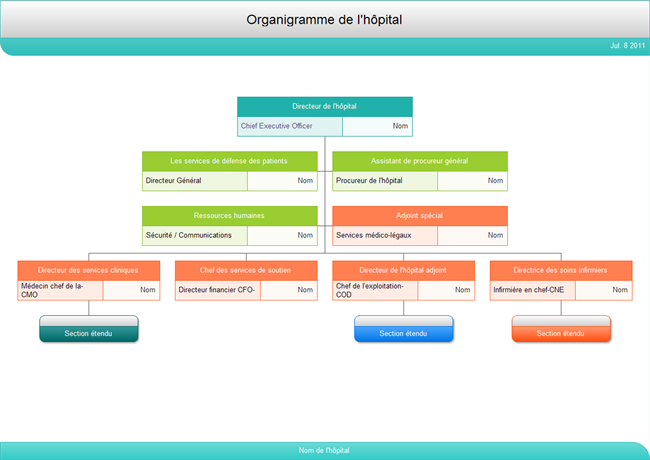 Organigramme de l'hôpital
Jul. 8 2011
Directeur de l'hôpital
Chief Executive Officer Nom
Les services de défense des patients
Directeur Général Nom
Assistant de procureur général
Procureur de l'hôpital Nom
Ressources humaines
Sécurité / Communications Nom
Adjoint spécial
Services médico-légaux Nom
Directeur des services cliniques
Médecin chef de la-
CMO
Nom
Chef des services de soutien
Directeur financier CFO- Nom
Directeur de l'hôpital adjoint
Chef de l'exploitation-
COD
Nom
Directrice des soins infirmiers
Infirmière en chef-CNE Nom
Section étendu
Section étendu
Section étendu
Nom de l'hôpital